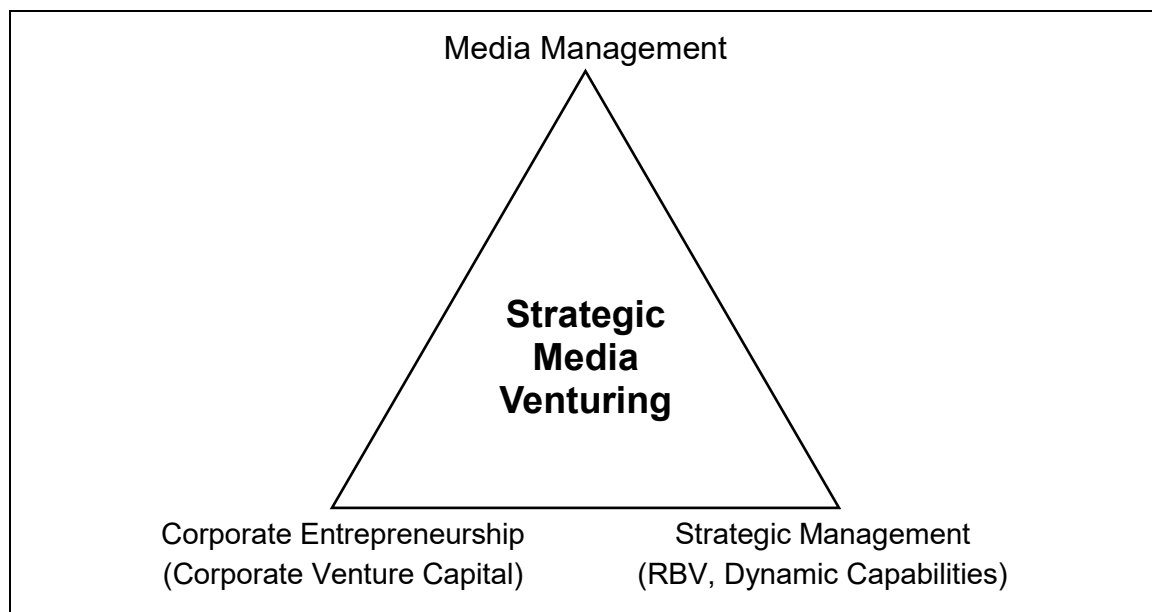 Media Management
Strategic
Media
Venturing
Corporate Entrepreneurship
(Corporate Venture Capital)
Strategic Management
(RBV, Dynamic Capabilities)